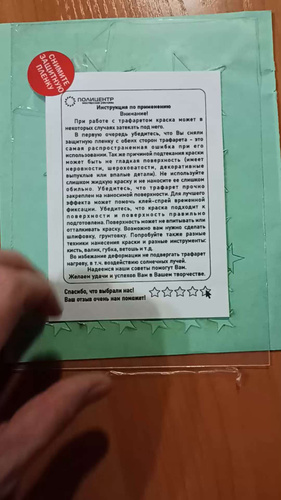 СНИМИТЕ
ЗАЩИТНУЮ
ПЛЕНКУ
ПОЛИЦЕНТР
Инструкция по применению
Внимание!
При работе с трафаретом краска может в
некоторых случаях затекать под него.
В первую очередь убедитесь, что Вы сняли
защитную пленку с обеих сторон трафарета – это
самая распространенная ошибка при его
использовании. Так же причиной подтекания краски
может быть не гладкая поверхность (имеет
неровности, шероховатости, декоративные
выпуклые или впалые детали). Не используйте
слишком жидкую краску и не наносите ее слишком
обильно. Убедитесь, что трафарет прочно
закреплен на наносимой поверхности. Для лучшего
эффекта может помочь клей-спрей временной
фиксации. Убедитесь, что краска подходит к
поверхности и поверхность правильно
подготовлена. Поверхность может не впитывать или
отталкивать краску. Возможно вам нужно сделать
шлифовку, грунтовку. Попробуйте также разные
техники нанесения краски и разные инструменты:
кисть, валик, губка, ветошь и т.д.
Во избежание деформации не подвергать трафарет
нагреву, в т.ч. воздействию солнечных лучей.
Надеемся наши советы помогут Вам.
Желаем удачи и успехов Вам в Вашем творчестве.
Спасибо, что выбрали нас!
Ваш отзыв очень нам поможет!